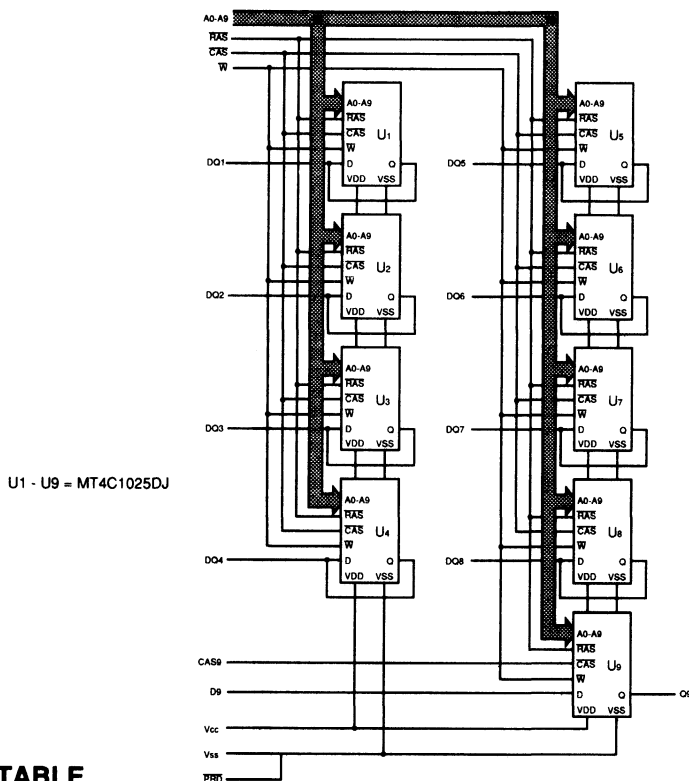 A0-A9
RAS
CAS
W
A0-A9
RAS
CAS
W
D Q
VDD VSS
U1
DQ1
A0-A9
RAS
CAS
W
D Q
VDD VSS
U2
DQ2
A0-A9
RAS
CAS
W
D Q
VDD VSS
U3
DQ3
A0-A9
RAS
CAS
W
D Q
VDD VSS
U4
DQ4
A0-A9
RAS
CAS
W
D Q
VDD VSS
U5
DQ5
A0-A9
RAS
CAS
W
D Q
VDD VSS
U6
DQ6
A0-A9
RAS
CAS
W
D Q
VDD VSS
U7
DQ7
A0-A9
RAS
CAS
W
D Q
VDD VSS
U8
DQ8
A0-A9
RAS
CAS
W
D Q
VDD VSS
U9
CAS9
D9
Q9
Vcc
Vss
PRD
U1 - U9 = MT4C1025DJ
TABLE